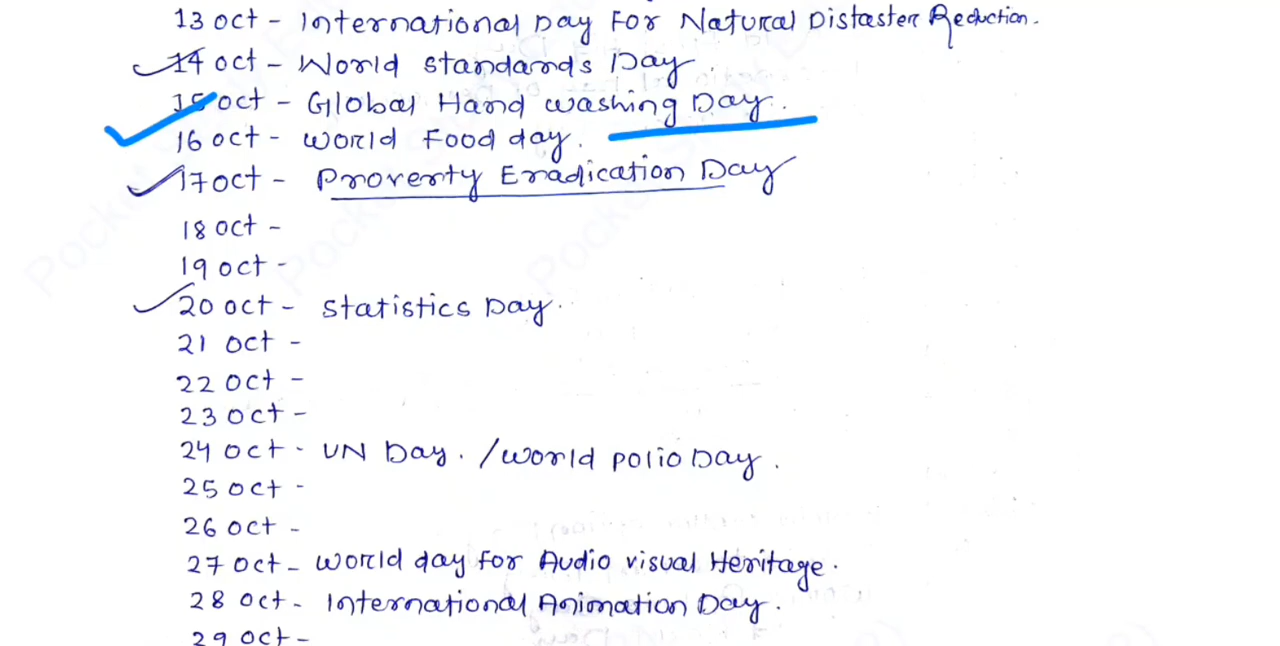 13 oct - International Day For Natural Distaster Reduction.
14 oct - World standards Day.
15 oct - Global Hand washing Day.
16 oct - World Food day.
17 oct - Proverty Eradication Day
18 oct -
19 oct -
20 oct - Statistics Day.
21 oct -
22 oct -
23 oct -
24 oct - UN Day. / World polio Day.
25 oct -
26 oct -
27 oct - World day for Audio visual Heritage.
28 oct - International Animation Day.
29 oct -